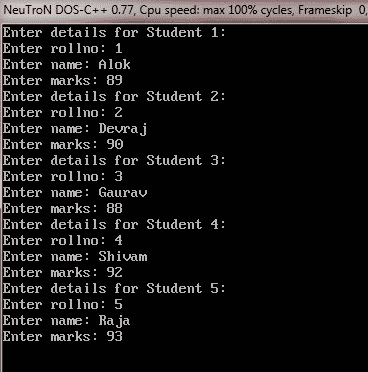 NeuTroN DOS-C++ 0.77, Cpu speed: max 100% cycles, Frameskip 0,
Enter details for Student 1:
Enter rollno: 1
Enter name: Alok
Enter marks: 89
Enter details for Student 2:
Enter rollno: 2
Enter name: Devraj
Enter marks: 90
Enter details for Student 3:
Enter rollno: 3
Enter name: Gaurav
Enter marks: 88
Enter details for Student 4:
Enter rollno: 4
Enter name: Shivam
Enter marks: 92
Enter details for Student 5:
Enter rollno: 5
Enter name: Raja
Enter marks: 93